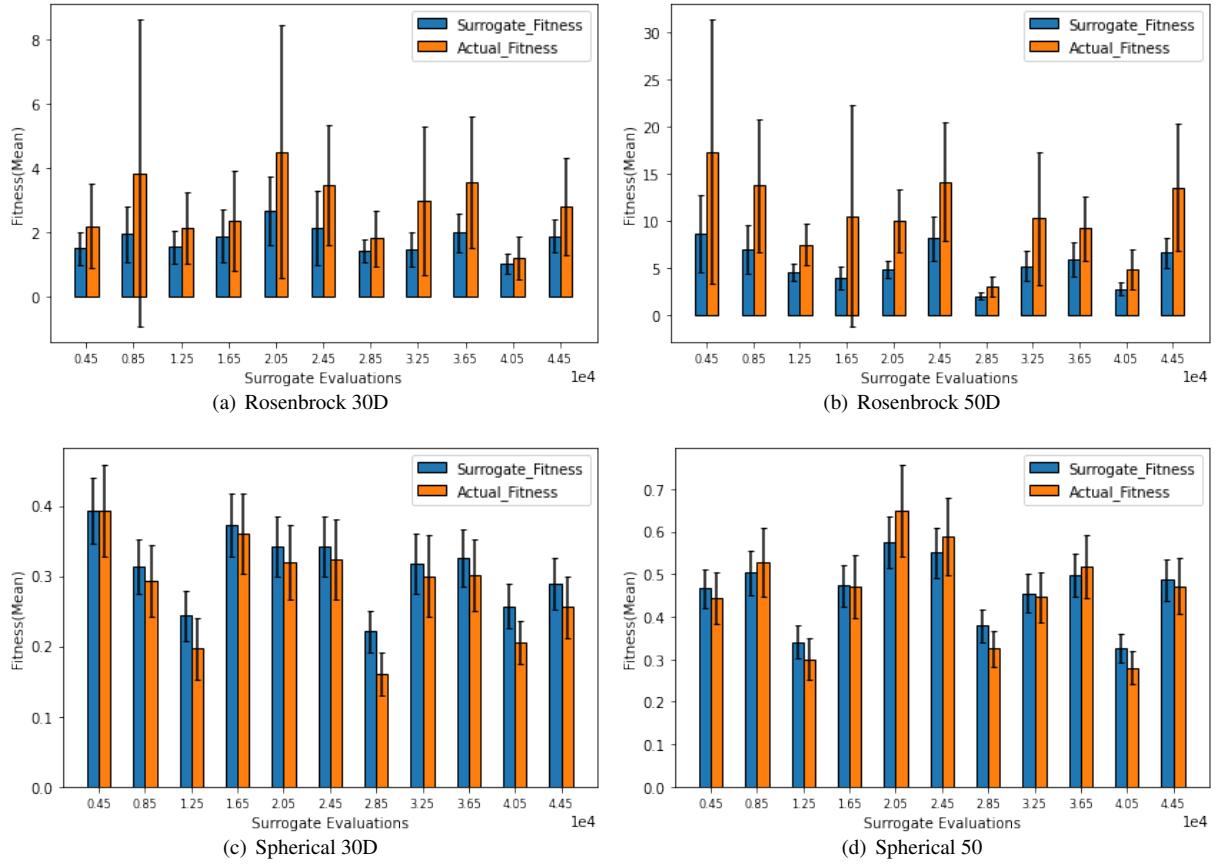 Surrogate_Fitness
Actual_Fitness
8
6
4
2
0
Fitness(Mean)
0.45 0.85 1.25 1.65 2.05 2.45 2.85 3.25 3.65 4.05 4.45
Surrogate Evaluations
1e4
(a) Rosenbrock 30D
Surrogate_Fitness
Actual_Fitness
30
25
20
15
10
5
0
Fitness(Mean)
0.45 0.85 1.25 1.65 2.05 2.45 2.85 3.25 3.65 4.05 4.45
Surrogate Evaluations
1e4
(b) Rosenbrock 50D
Surrogate_Fitness
Actual_Fitness
0.4
0.3
0.2
0.1
0.0
Fitness(Mean)
0.45 0.85 1.25 1.65 2.05 2.45 2.85 3.25 3.65 4.05 4.45
Surrogate Evaluations
1e4
(c) Spherical 30D
Surrogate_Fitness
Actual_Fitness
0.7
0.6
0.5
0.4
0.3
0.2
0.1
0.0
Fitness(Mean)
0.45 0.85 1.25 1.65 2.05 2.45 2.85 3.25 3.65 4.05 4.45
Surrogate Evaluations
1e4
(d) Spherical 50